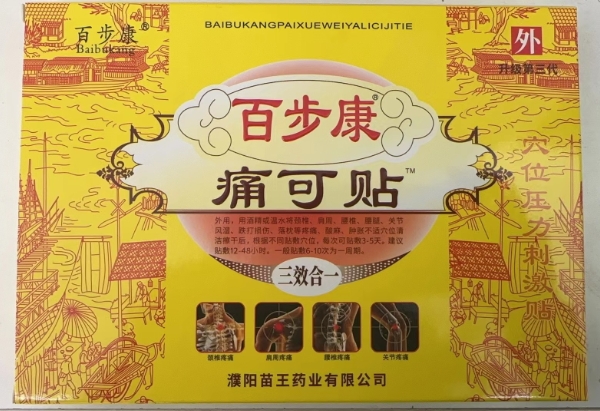 百步康®
Baibukang
BAIBUKANGPAIXUEWEIYALICIJITIE
外
升级第三代
百步康®
痛可贴™
外用，用酒精或温水将颈椎、肩周、腰椎、腰腿、关节
风湿、跌打损伤、落枕等疼痛、酸麻、肿胀不适穴位清
洁擦干后，根据不同贴敷穴位，每次可贴敷3-5天。建议
贴敷12-48小时。一般贴敷6-10次为一周期。
三效合一
穴位压力刺激贴
颈椎疼痛
肩周疼痛
腰椎疼痛
关节疼痛
濮阳苗王药业有限公司